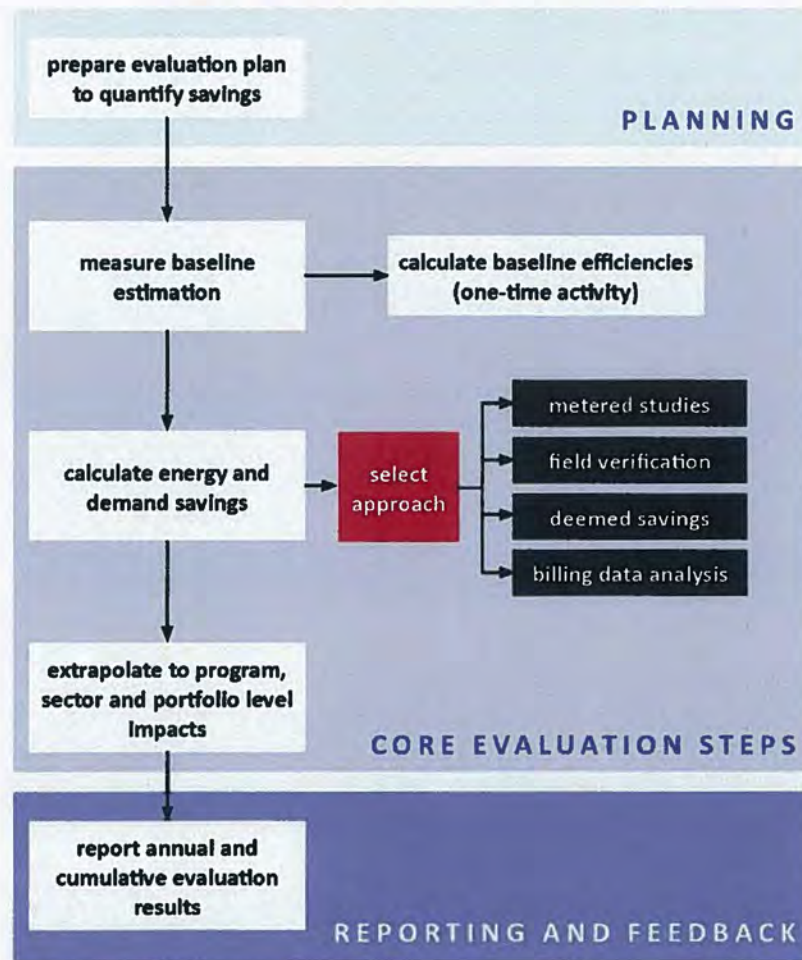 prepare evaluation plan
to quantify savings
PLANNING
measure baseline
estimation
calculate baseline efficiencies
(one-time activity)
calculate energy and
demand savings
select
approach
metered studies
field verification
deemed savings
billing data analysis
extrapolate to program,
sector and portfolio level
impacts
CORE EVALUATION STEPS
report annual and
cumulative evaluation
results
REPORTING AND FEEDBACK